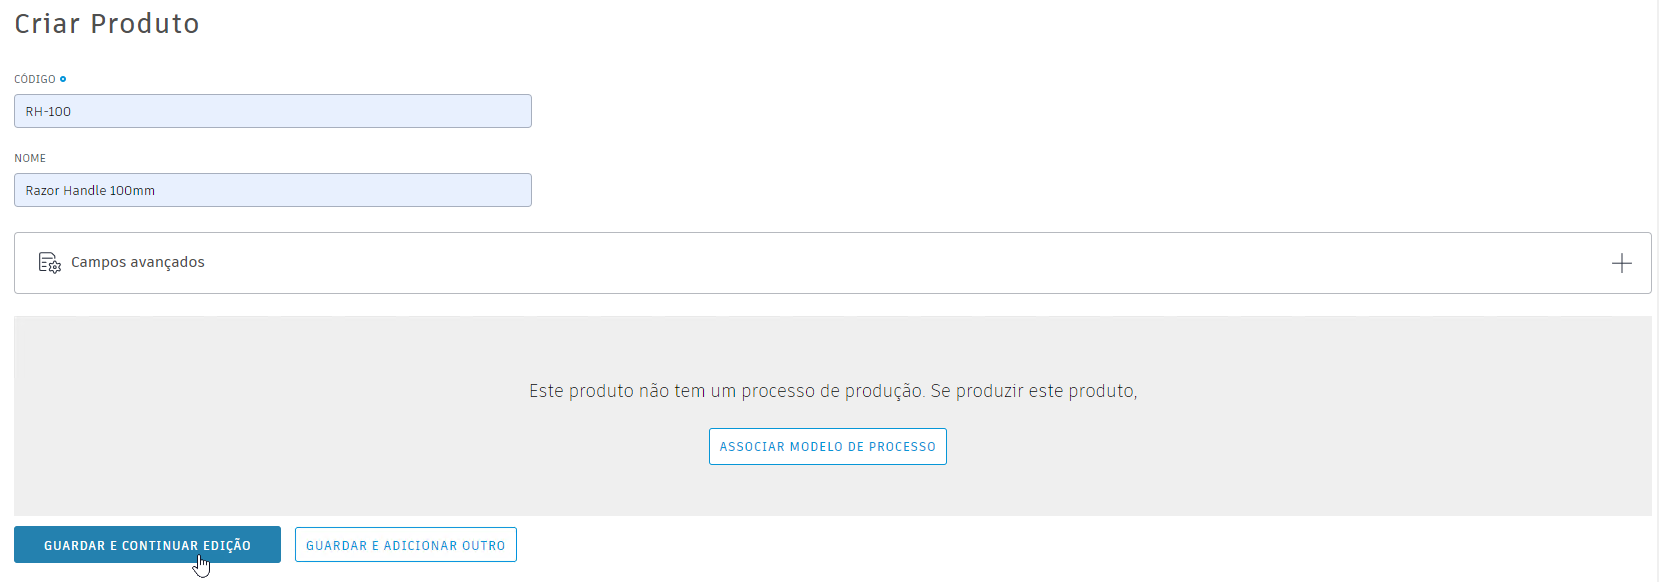 Criar Produto
CÓDIGO
RH-100
NOME
Razor Handle 100mm
Campos avançados
Este produto não tem um processo de produção. Se produzir este produto,
ASSOCIAR MODELO DE PROCESSO
GUARDAR E CONTINUAR EDIÇÃO
GUARDAR E ADICIONAR OUTRO